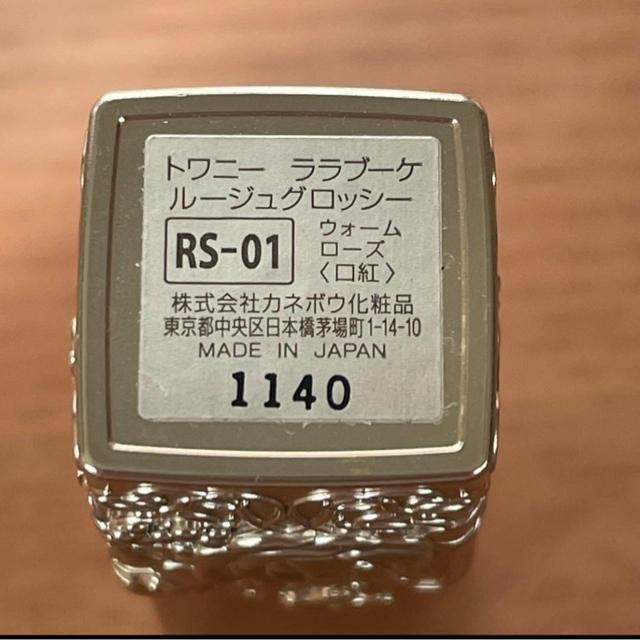 トワニー ララブーケ
ルージュグロッシー
RS-01
ウォーム
ローズ
〈口紅〉
株式会社カネボウ化粧品
東京都中央区日本橋茅場町1-14-10
MADE IN JAPAN
1140